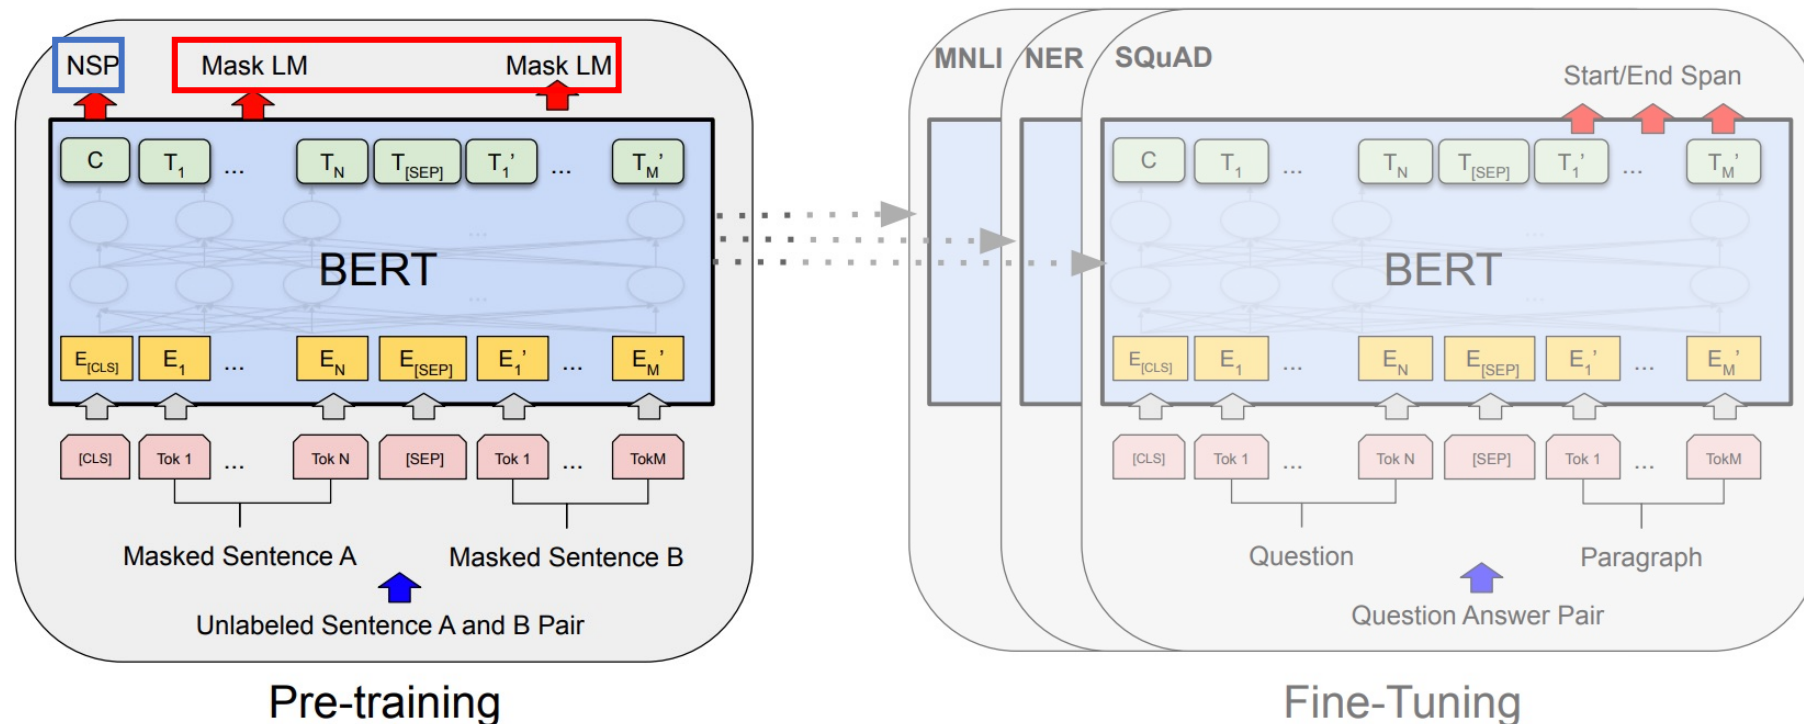 NSP Mask LM Mask LM
C T1 ... TN T[SEP] T1' ... TM'
...
BERT
...
E[CLS] E1 ... EN E[SEP] E1' ... EM'
[CLS] Tok 1 ... Tok N [SEP] Tok 1 ... TokM
Masked Sentence A Masked Sentence B
Unlabeled Sentence A and B Pair
Pre-training
MNLI NER SQuAD
Start/End Span
C T1 ... TN T[SEP] T1' ... TM'
...
BERT
...
E[CLS] E1 ... EN E[SEP] E1' ... EM'
[CLS] Tok 1 ... Tok N [SEP] Tok 1 ... TokM
Question Paragraph
Question Answer Pair
Fine-Tuning